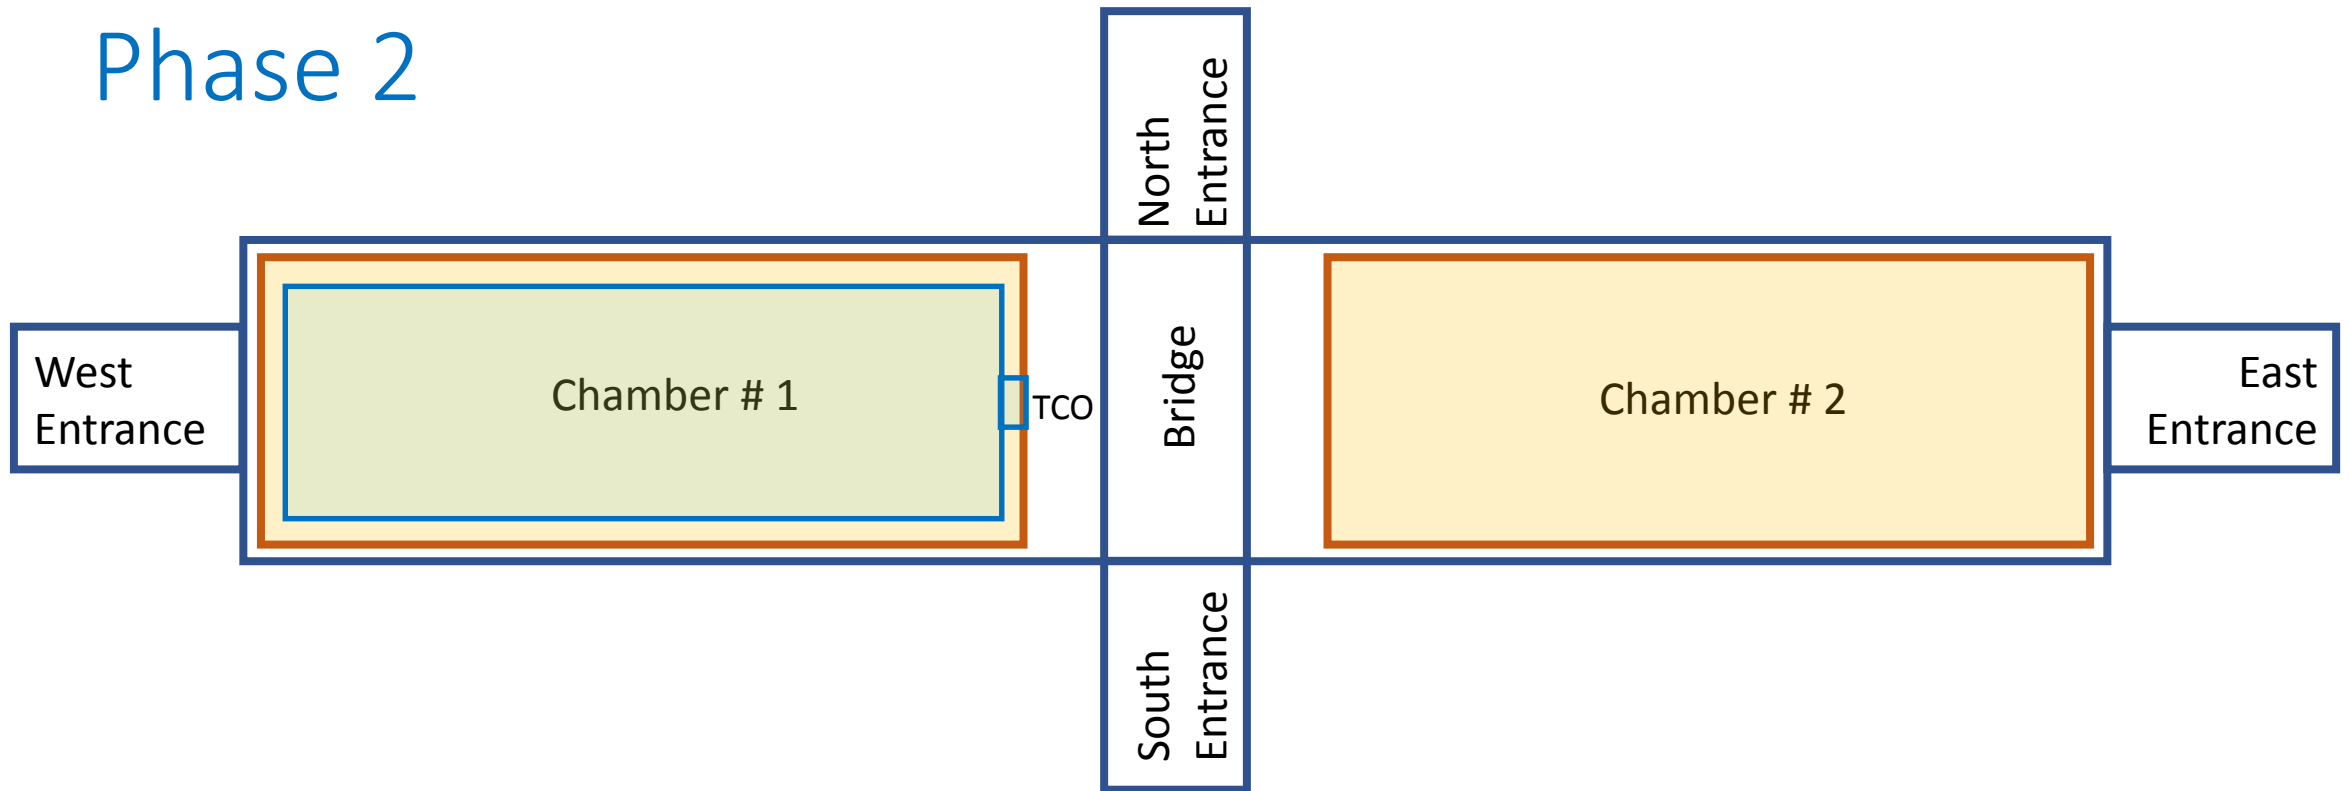 Phase 2
North
Entrance
West
Entrance
Chamber # 1
TCO
Bridge
Chamber # 2
East
Entrance
South
Entrance